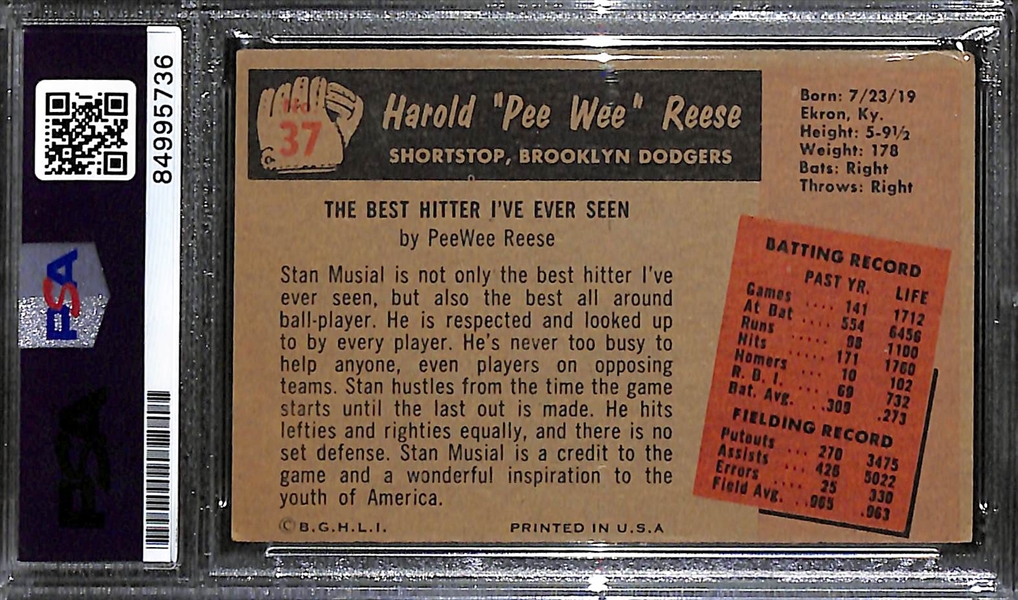 84995736
PSA
PSA
No.
37
Harold "Pee Wee" Reese
SHORTSTOP, BROOKLYN DODGERS
Born: 7/23/19
Ekron, Ky.
Height: 5-9½
Weight: 178
Bats: Right
Throws: Right
THE BEST HITTER I'VE EVER SEEN
by PeeWee Reese
Stan Musial is not only the best hitter I've
ever seen, but also the best all around
ball-player. He is respected and looked up
to by every player. He's never too busy to
help anyone, even players on opposing
teams. Stan hustles from the time the game
starts until the last out is made. He hits
lefties and righties equally, and there is no
set defense. Stan Musial is a credit to the
game and a wonderful inspiration to the
youth of America.
©B.G.H.L.I. PRINTED IN U.S.A
BATTING RECORD
PAST YR. LIFE
Games .... 141 1712
At Bat .... 554 6456
Runs .... 98 1100
Hits .... 171 1760
Homers .... 10 102
R. B. I. .... 69 732
Bat. Avg. ... .309 .273
FIELDING RECORD
Putouts ... 270 3475
Assists ... 426 5022
Errors .... 25 330
Field Avg. .. .965 .963